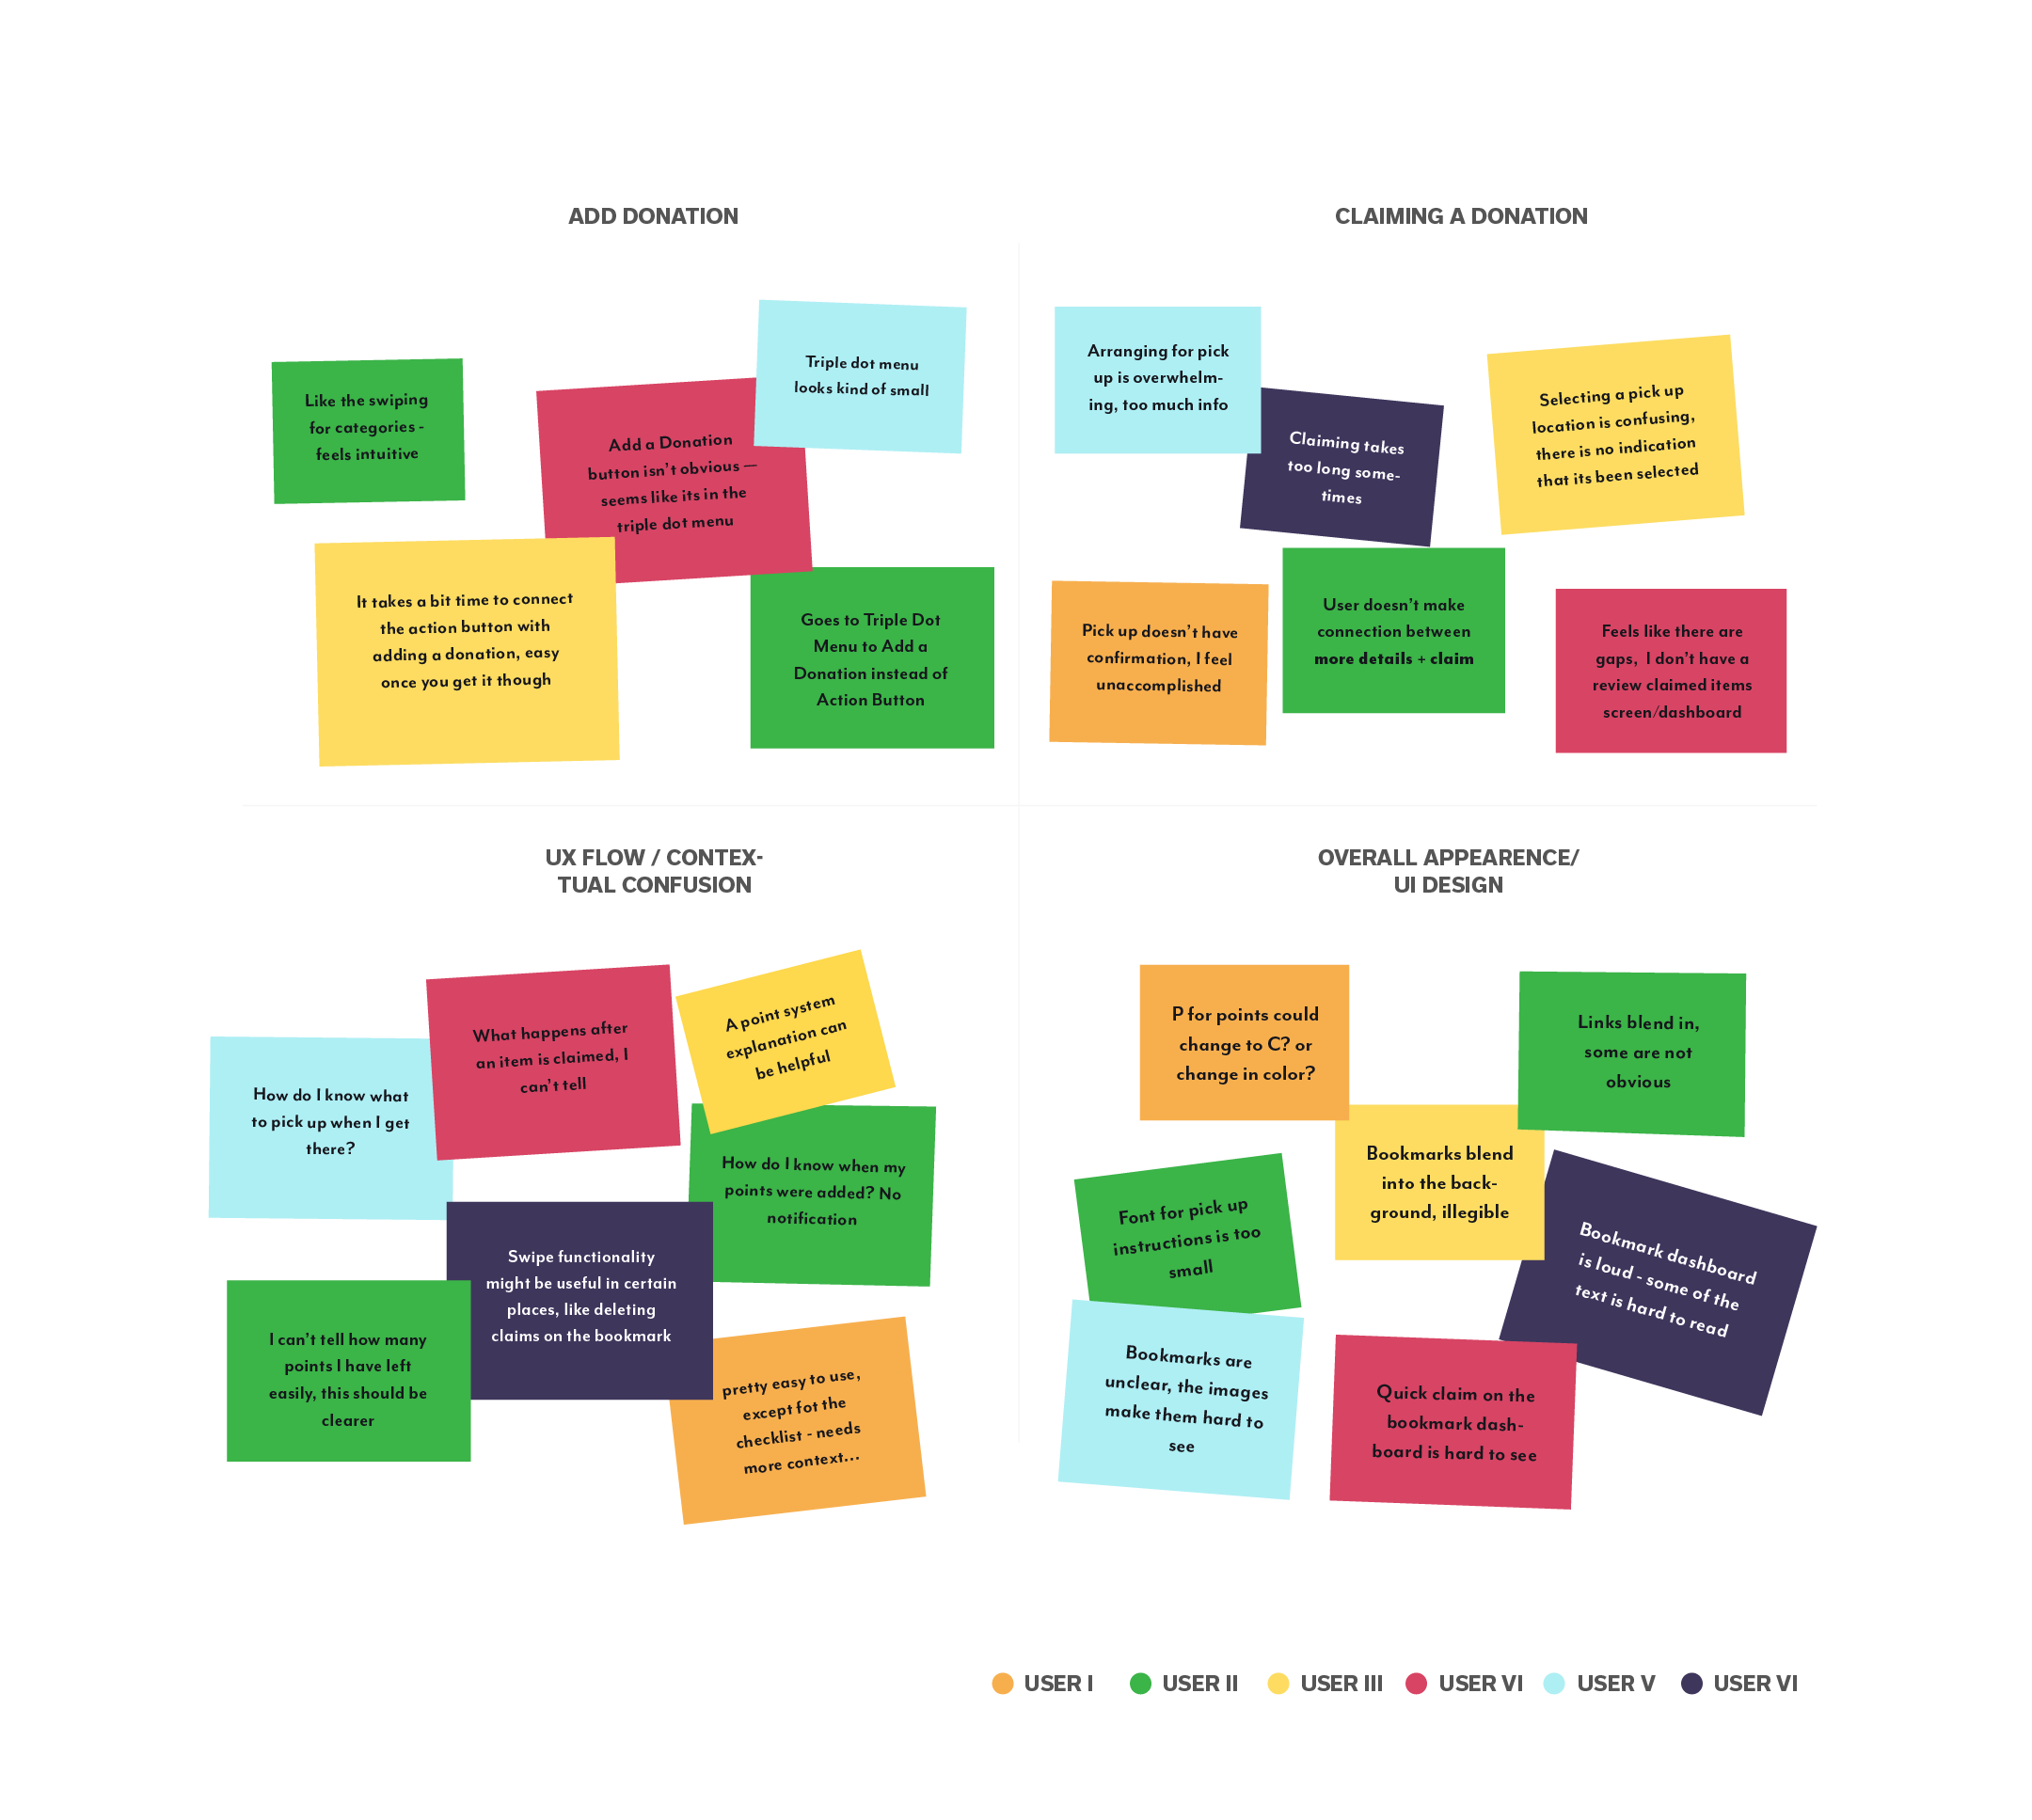 ADD DONATION
Like the swiping
for categories -
feels intuitive
Add a Donation
button isn't obvious —
seems like its in the
triple dot menu
Triple dot menu
looks kind of small
It takes a bit time to connect
the action button with
adding a donation, easy
once you get it though
Goes to Triple Dot
Menu to Add a
Donation instead of
Action Button
CLAIMING A DONATION
Arranging for pick
up is overwhelm-
ing, too much info
Claiming takes
too long some-
times
Selecting a pick up
location is confusing,
there is no indication
that its been selected
Pick up doesn't have
confirmation, I feel
unaccomplished
User doesn't make
connection between
more details + claim
Feels like there are
gaps, I don't have a
review claimed items
screen/dashboard
UX FLOW / CONTEX-
TUAL CONFUSION
How do I know what
to pick up when I get
there?
What happens after
an item is claimed, I
can't tell
A point system
explanation can
be helpful
How do I know when my
points were added? No
notification
Swipe functionality
might be useful in certain
places, like deleting
claims on the bookmark
I can't tell how many
points I have left
easily, this should be
clearer
pretty easy to use,
except fot the
checklist - needs
more context...
OVERALL APPEARENCE/
UI DESIGN
P for points could
change to C? or
change in color?
Links blend in,
some are not
obvious
Bookmarks blend
into the back-
ground, illegible
Font for pick up
instructions is too
small
Bookmark dashboard
is loud - some of the
text is hard to read
Bookmarks are
unclear, the images
make them hard to
see
Quick claim on the
bookmark dash-
board is hard to see
USER I
USER II
USER III
USER VI
USER V
USER VI